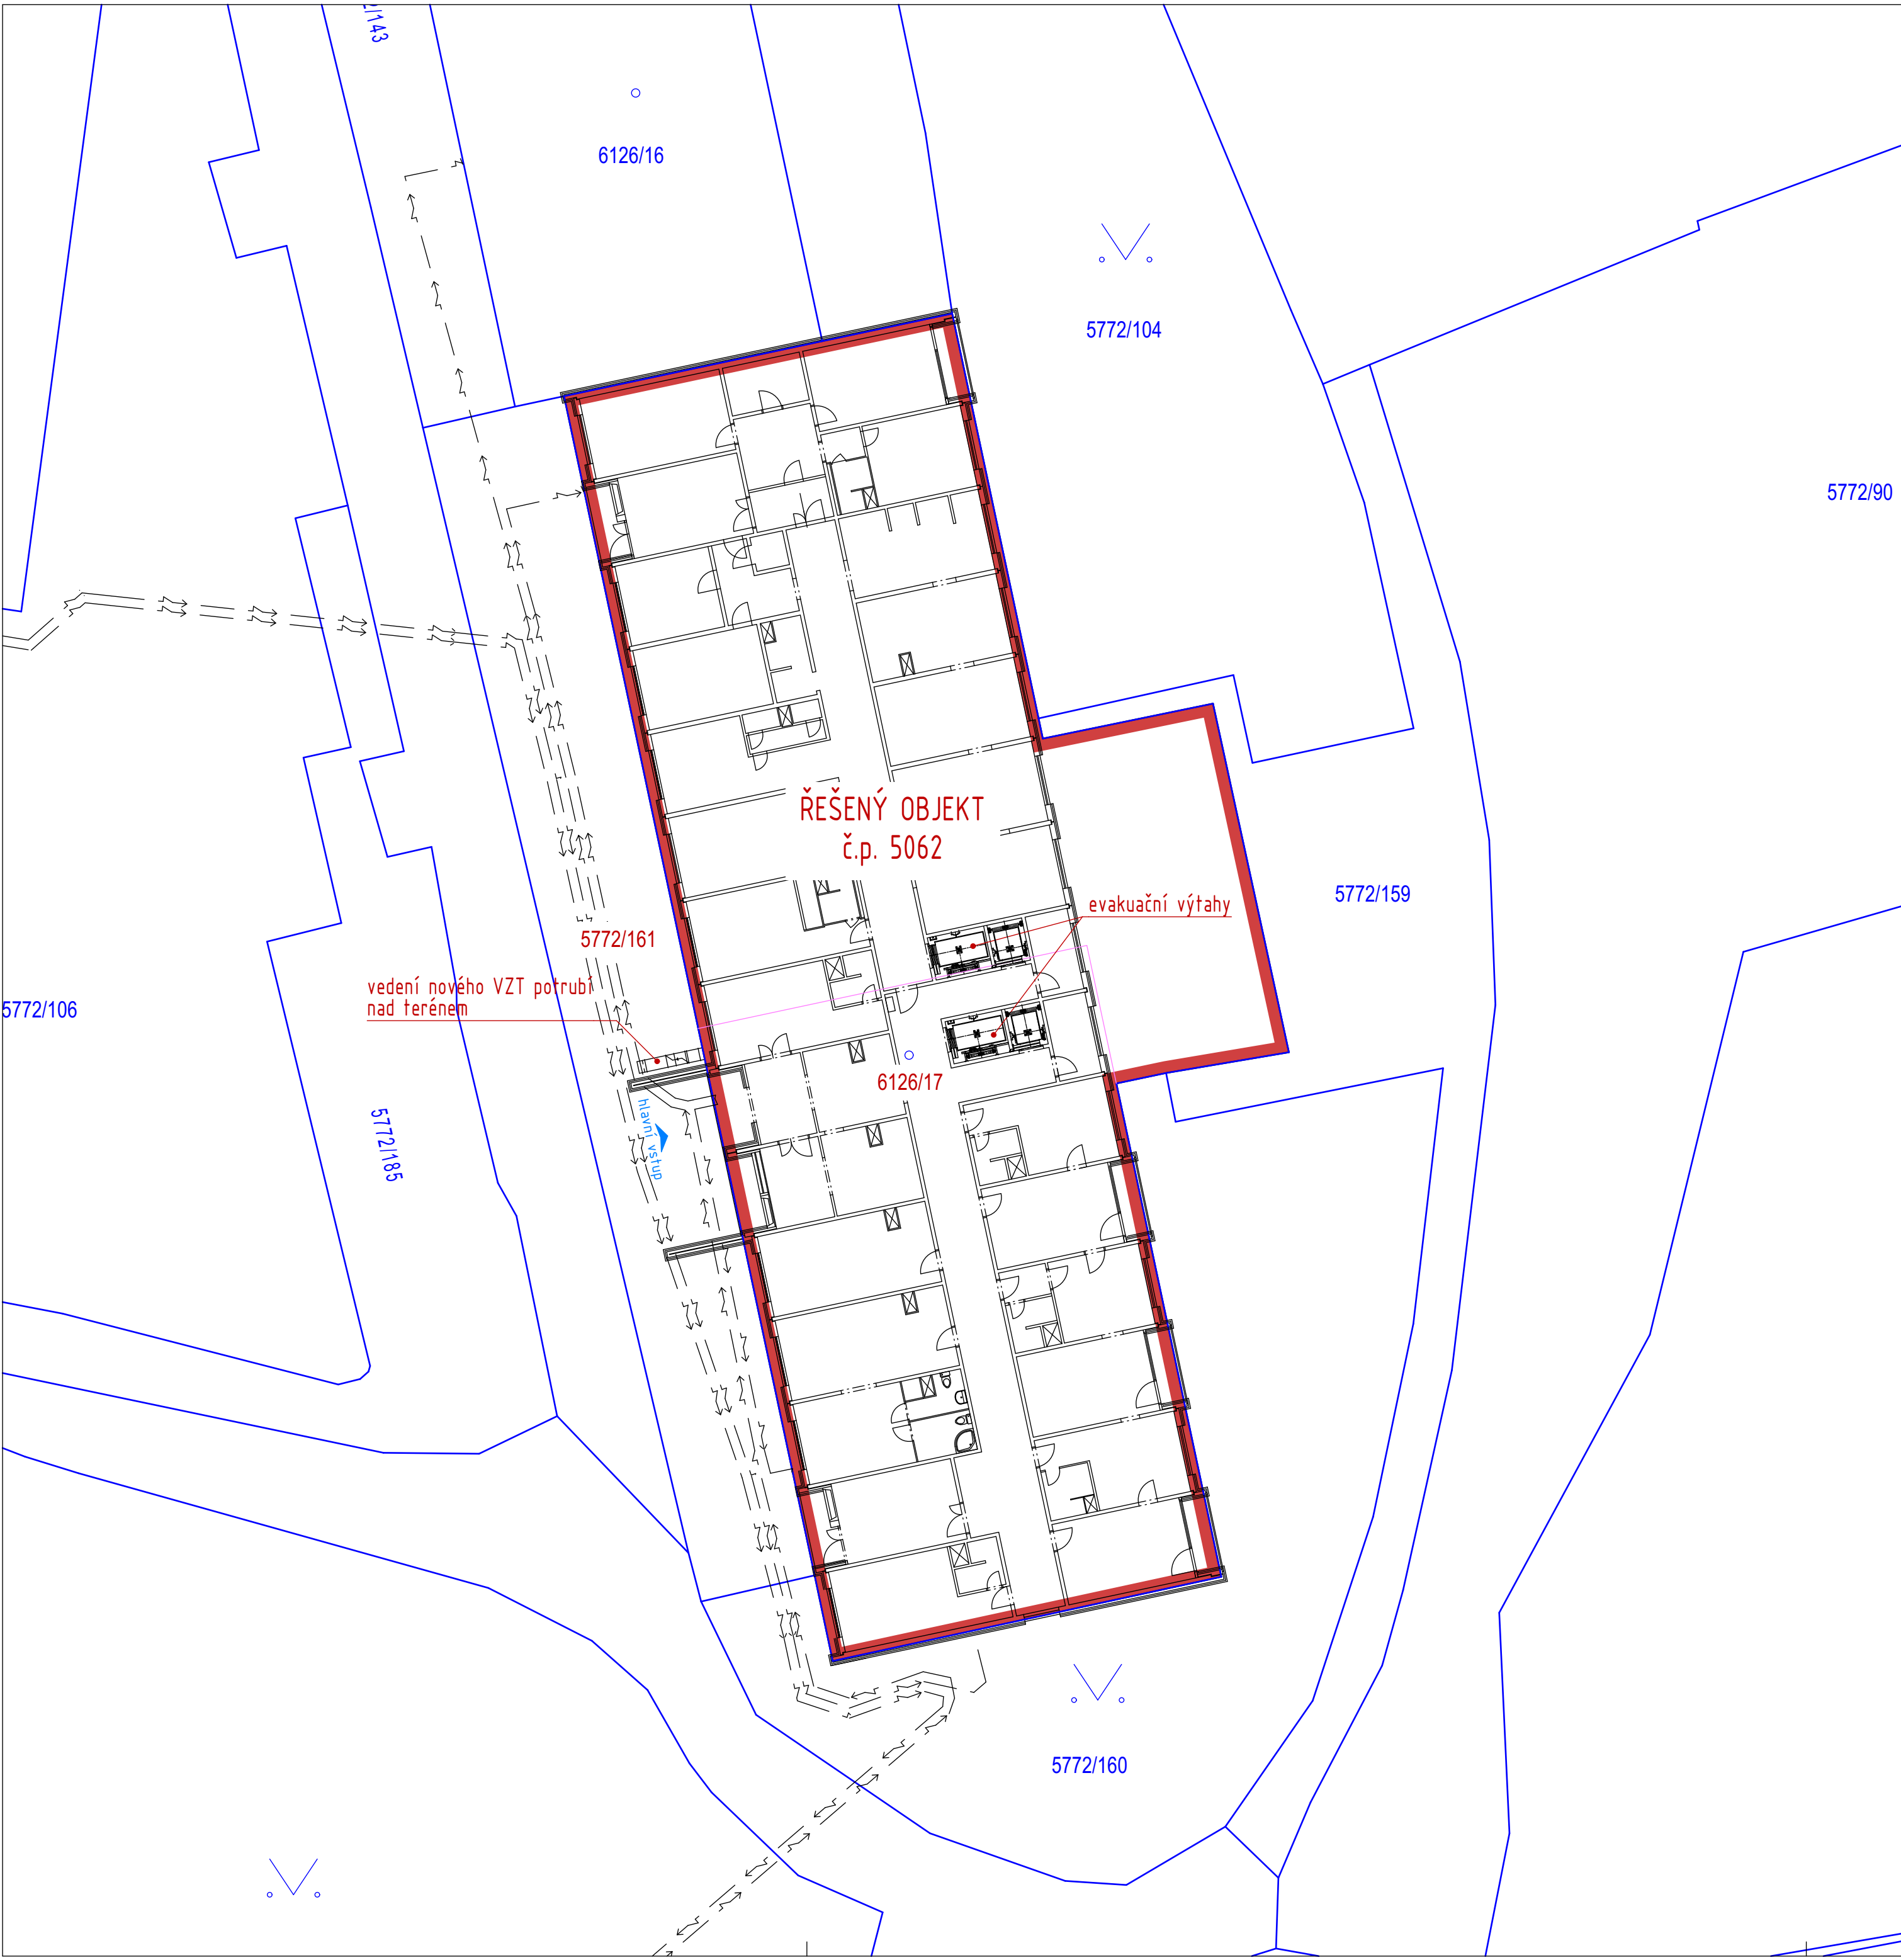 6126/16
5772/104
5772/90
ŘEŠENÝ OBJEKT
č.p. 5062
evakuační výtahy
5772/159
5772/161
vedení nového VZT potrubí
nad terénem
5772/106
6126/17
hlavní vstup
5772/185
5772/160